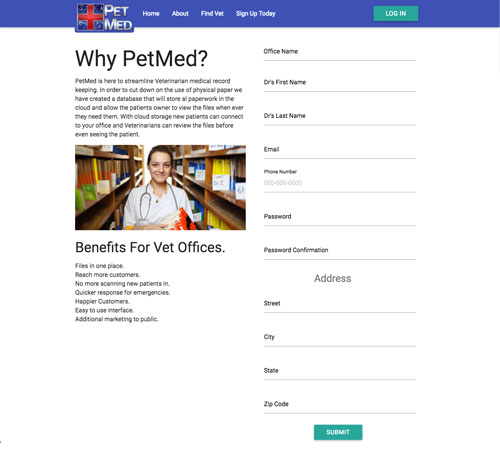 PET MED
Home About Find Vet Sign Up Today LOG IN
Why PetMed?
PetMed is here to streamline Veterinarian medical record
keeping. In order to cut down on the use of physical paper we
have created a database that will store al paperwork in the
cloud and allow the patients owner to view the files when ever
they need them. With cloud storage new patients can connect
to your office and Veterinarians can review the files before
even seeing the patient.
Benefits For Vet Offices.
Files in one place.
Reach more customers.
No more scanning new patients in.
Quicker response for emergencies.
Happier Customers.
Easy to use interface.
Additional marketing to public.
Office Name
Dr's First Name
Dr's Last Name
Email
Phone Number
000-000-0000
Password
Password Confirmation
Address
Street
City
State
Zip Code
SUBMIT